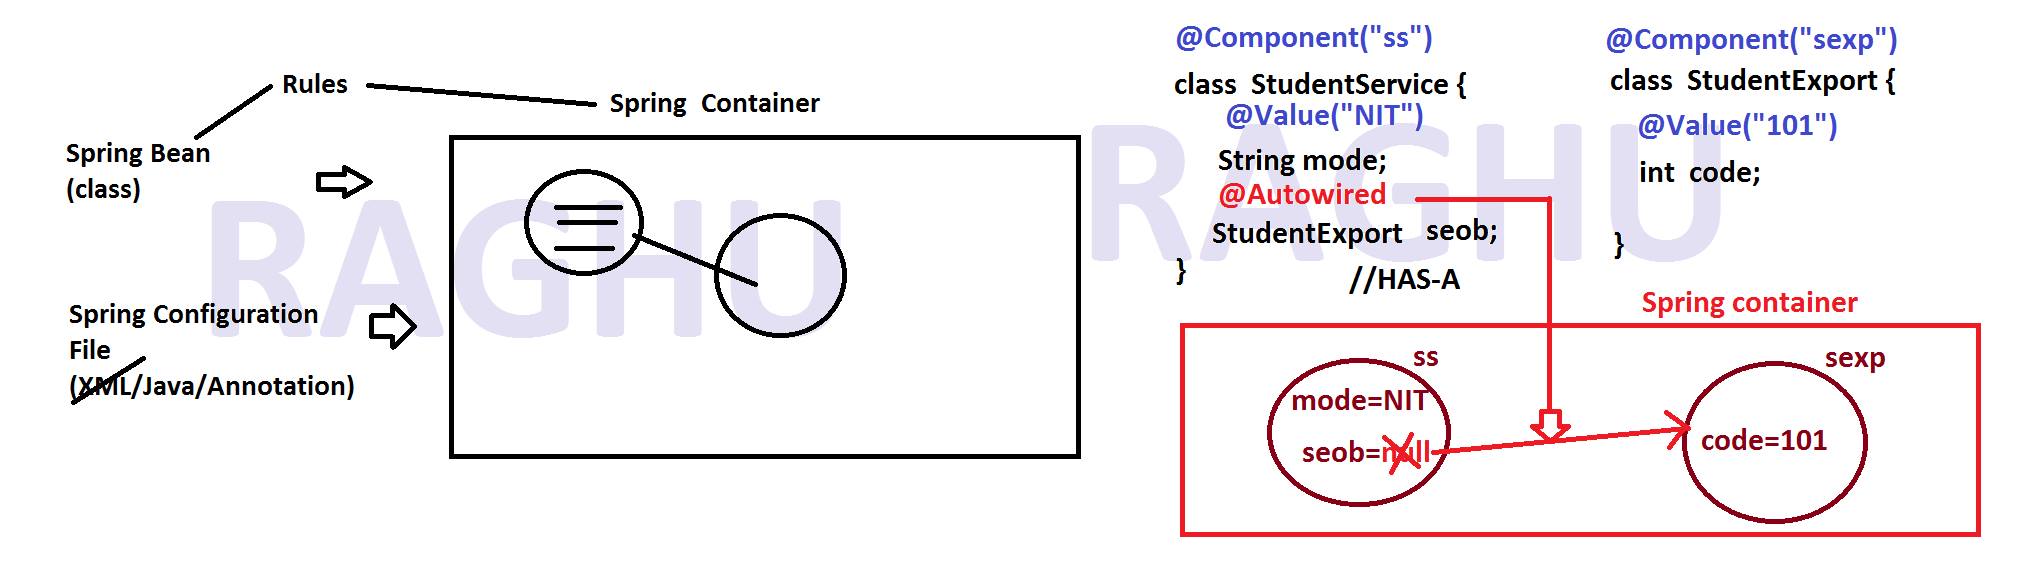 Rules
Spring Container
Spring Bean
(class)
Spring Configuration
File
(XML/Java/Annotation)
RAGHU
@Component("ss")
class StudentService {
@Value("NIT")
String mode;
@Autowired
StudentExport seob;
}
//HAS-A
@Component("sexp")
class StudentExport {
@Value("101")
int code;
}
RAGHU
Spring container
ss
mode=NIT
seob=null
sexp
code=101